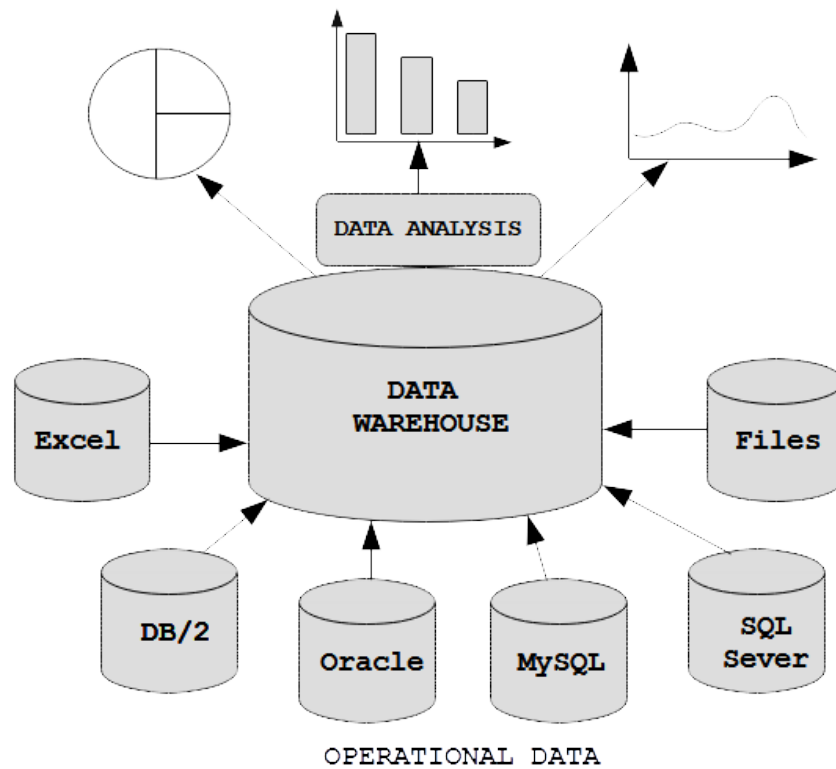 DATA ANALYSIS
DATA
WAREHOUSE
Excel
Files
DB/2
Oracle
MySQL
SQL
Sever
OPERATIONAL DATA